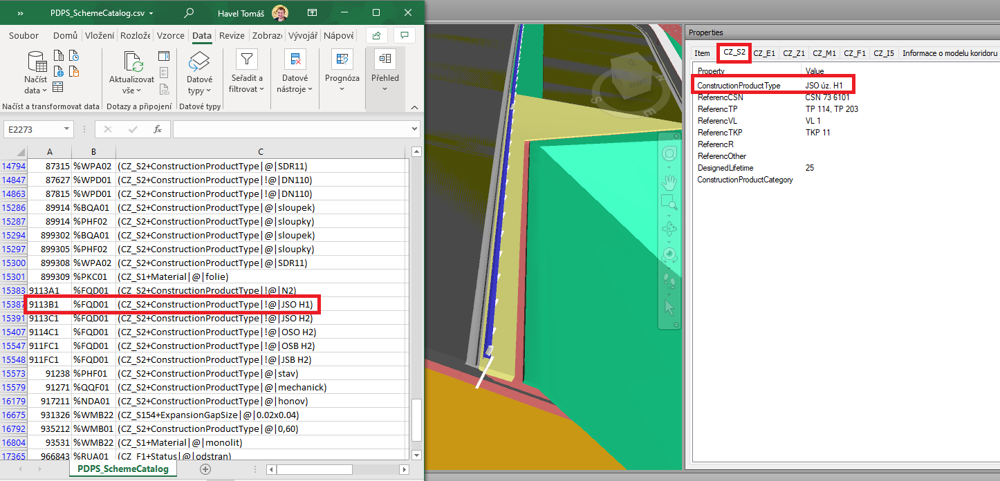 PDPS_SchemeCatalog.csv
Havel Tomáš
Soubor Domů Vložení Rozlože Vzorce Data Revize Zobraz Vývojář Nápově
Načíst data
Aktualizovat vše
Datové typy
Seřadit a filtrovat
Datové nástroje
Prognóza
Přehled
Načíst a transformovat data
Dotazy a připojení
Datové typy
E2273
fx
A B C
14794 87315 %WPA02 (CZ_S2+ConstructionProductType|@|SDR11)
14847 87627 %WPD01 (CZ_S2+ConstructionProductType|!@|DN110)
14863 87815 %WPD01 (CZ_S2+ConstructionProductType|!@|DN110)
15286 89914 %BQA01 (CZ_S2+ConstructionProductType|@|sloupek)
15287 89914 %PHF02 (CZ_S2+ConstructionProductType|@|sloupky)
15294 899302 %BQA01 (CZ_S2+ConstructionProductType|@|sloupek)
15297 899305 %PHF02 (CZ_S2+ConstructionProductType|@|sloupky)
15300 899308 %WPA02 (CZ_S2+ConstructionProductType|@|SDR11)
15301 899309 %PKC01 (CZ_S1+Material|@|folie)
15383 9113A1 %FQD01 (CZ_S2+ConstructionProductType|!@|N2)
15387 9113B1 %FQD01 (CZ_S2+ConstructionProductType|!@|JSO H1)
15391 9113C1 %FQD01 (CZ_S2+ConstructionProductType|!@|JSO H2)
15407 9114C1 %FQD01 (CZ_S2+ConstructionProductType|!@|OSO H2)
15547 911FC1 %FQD01 (CZ_S2+ConstructionProductType|!@|OSB H2)
15548 911FC1 %FQD01 (CZ_S2+ConstructionProductType|!@|JSB H2)
15573 91238 %PHF01 (CZ_S2+ConstructionProductType|@|stav)
15579 91271 %QQF01 (CZ_S2+ConstructionProductType|@|mechanick)
16179 917211 %NDA01 (CZ_S2+ConstructionProductType|@|honov)
16675 931326 %WMB22 (CZ_S154+ExpansionGapSize|@|0.02x0.04)
16792 935212 %WMB01 (CZ_S2+ConstructionProductType|@|0,60)
16804 93531 %WMB22 (CZ_S1+Material|@|monolit)
17365 966843 %RUA01 (CZ_F1+Status|@|odstran)
PDPS_SchemeCatalog
RIGHT
S
E
Properties
Item CZ_S2 CZ_E1 CZ_Z1 CZ_M1 CZ_F1 CZ_I5 Informace o modelu koridoru
Property Value
ConstructionProductType JSO úz. H1
ReferencCSN CSN 73 6101
ReferencTP TP 114, TP 203
ReferencVL VL 1
ReferencTKP TKP 11
ReferencR
ReferencOther
DesignedLifetime 25
ConstructionProductCategory